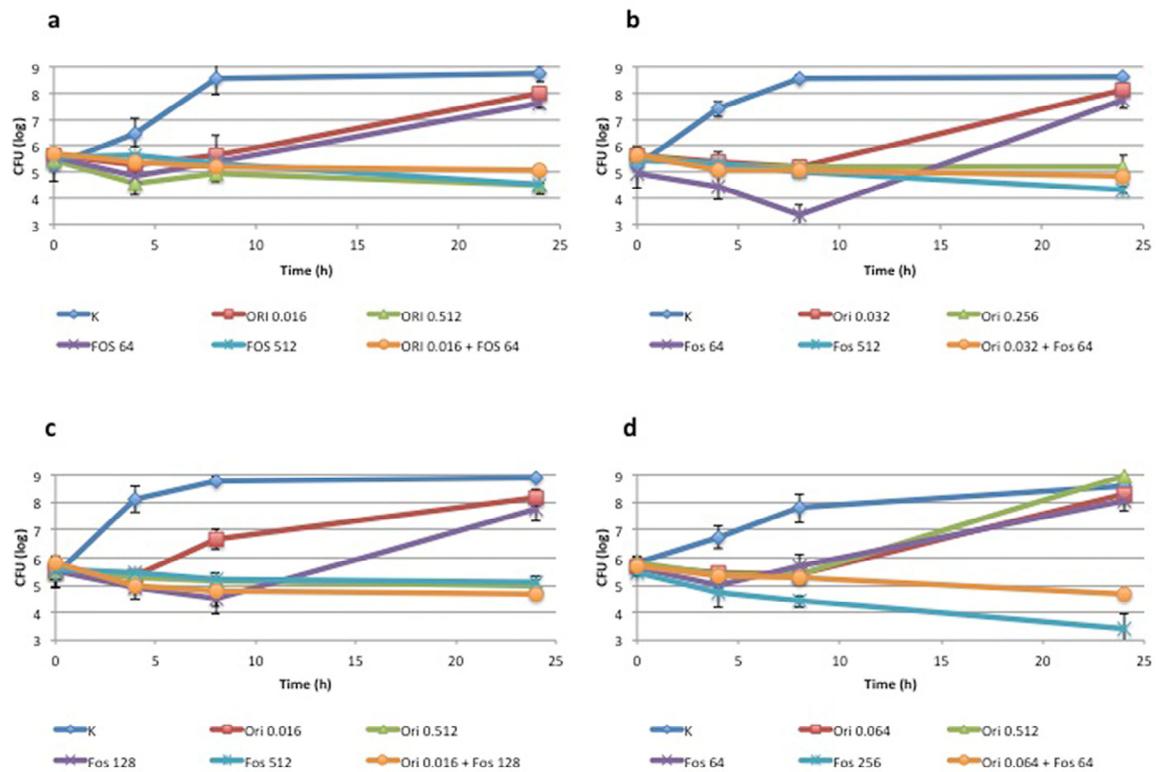 a
b
9
8
7
6
5
4
3
CFU (log)
0 5 10 15 20 25
Time (h)
K ORI 0.016 ORI 0.512
FOS 64 FOS 512 ORI 0.016 + FOS 64
9
8
7
6
5
4
3
CFU (log)
0 5 10 15 20 25
Time (h)
K Ori 0.032 Ori 0.256
Fos 64 Fos 512 Ori 0.032 + Fos 64
c
d
9
8
7
6
5
4
3
CFU (log)
0 5 10 15 20 25
Time (h)
K Ori 0.016 Ori 0.512
Fos 128 Fos 512 Ori 0.016 + Fos 128
9
8
7
6
5
4
3
CFU (log)
0 5 10 15 20 25
Time (h)
K Ori 0.064 Ori 0.512
Fos 64 Fos 256 Ori 0.064 + Fos 64